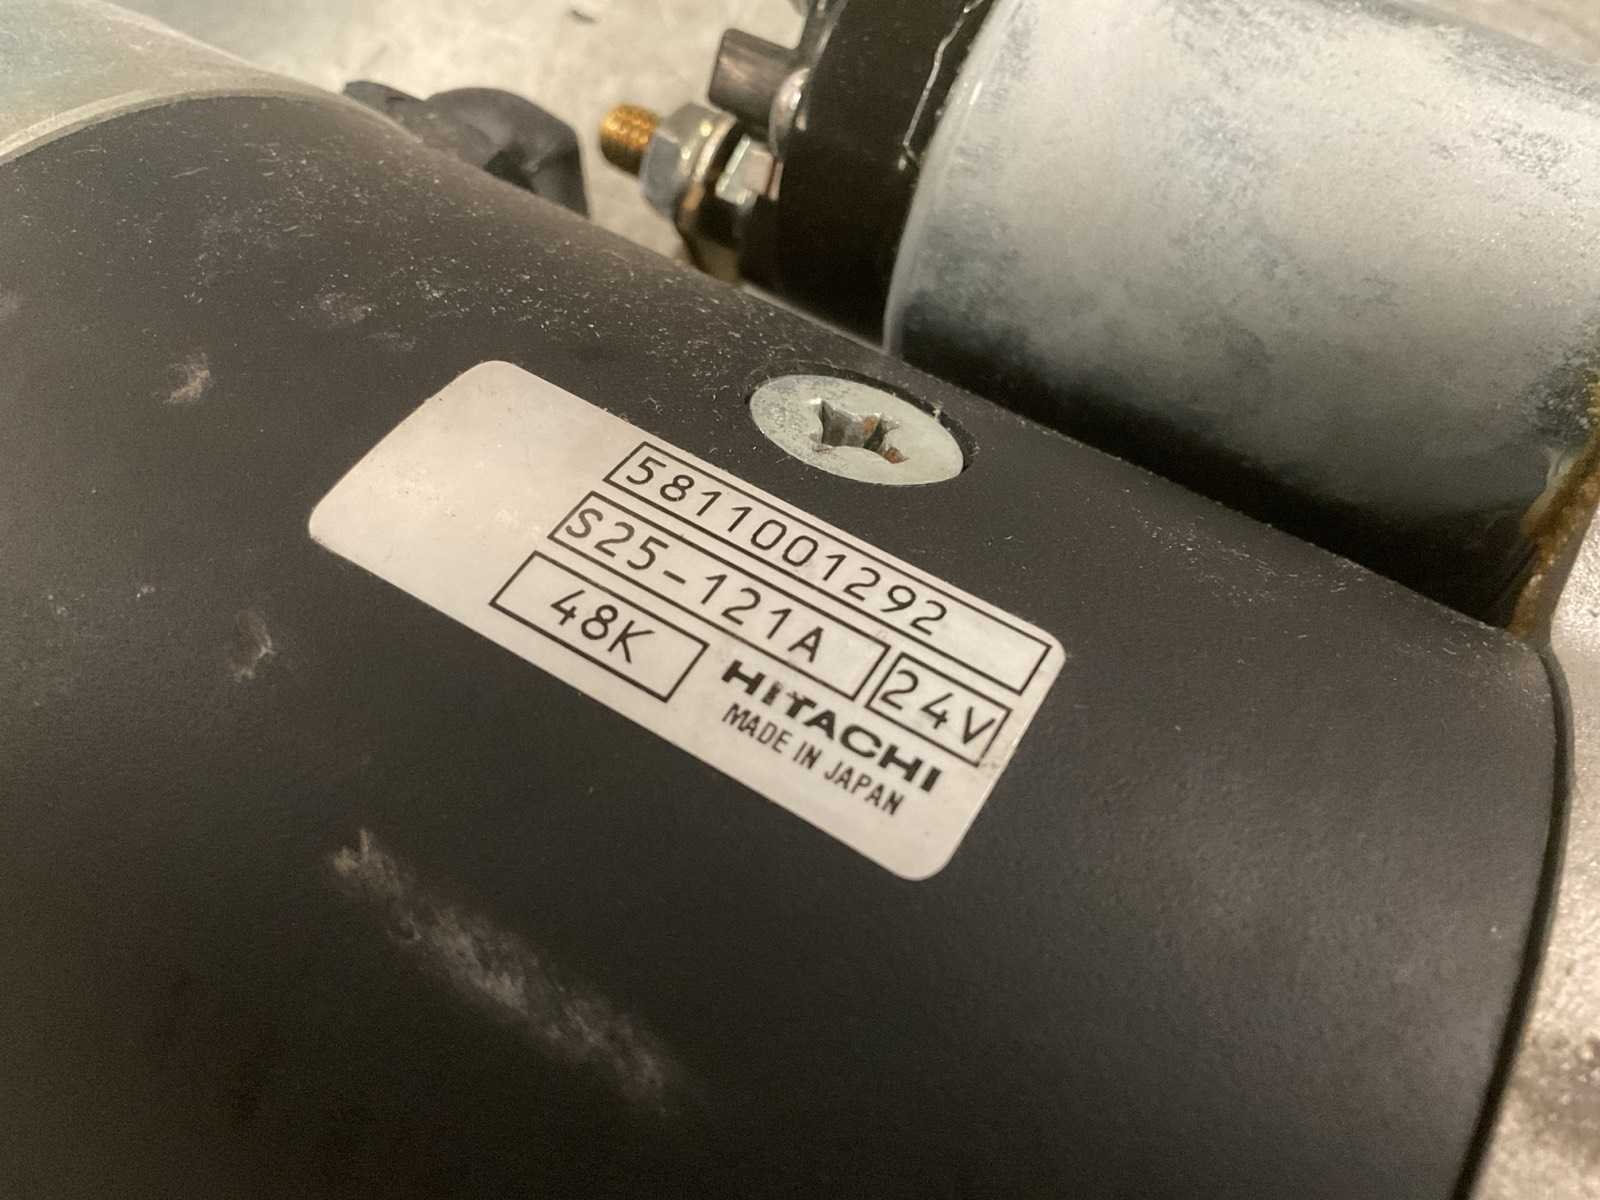 5811001292
S25-121A 24V
48K HITACHI
MADE IN JAPAN